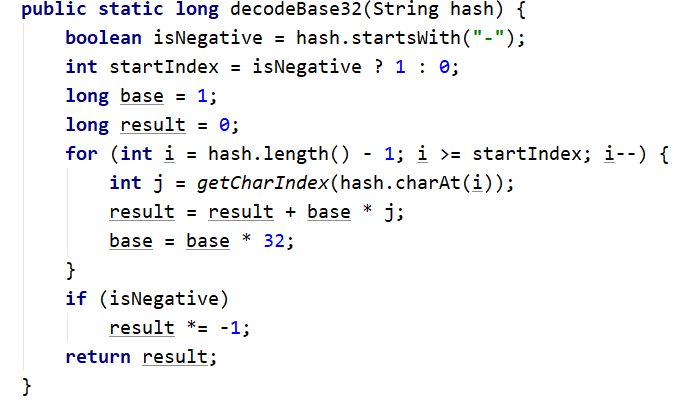 public static long decodeBase32(String hash) {
    boolean isNegative = hash.startsWith("-");
    int startIndex = isNegative ? 1 : 0;
    long base = 1;
    long result = 0;
    for (int i = hash.length() - 1; i >= startIndex; i--) {
        int j = getCharIndex(hash.charAt(i));
        result = result + base * j;
        base = base * 32;
    }
    if (isNegative)
        result *= -1;
    return result;
}